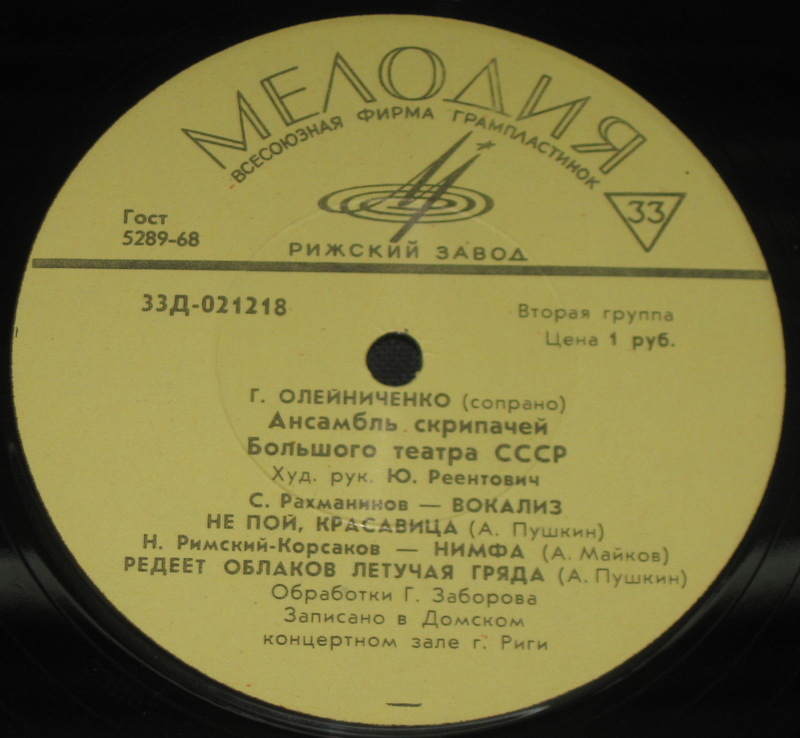 МЕЛОДИЯ
ВСЕСОЮЗНАЯ ФИРМА ГРАМПЛАСТИНОК
33
Гост
5289-68
РИЖСКИЙ ЗАВОД
33Д-021218
Вторая группа
Цена 1 руб.
Г. ОЛЕЙНИЧЕНКО (сопрано)
Ансамбль скрипачей
Большого театра СССР
Худ. рук. Ю. Реентович
С. Рахманинов — ВОКАЛИЗ
НЕ ПОЙ, КРАСАВИЦА (А. Пушкин)
Н. Римский-Корсаков — НИМФА (А. Майков)
РЕДЕЕТ ОБЛАКОВ ЛЕТУЧАЯ ГРЯДА (А. Пушкин)
Обработки Г. Заборова
Записано в Домском
концертном зале г. Риги